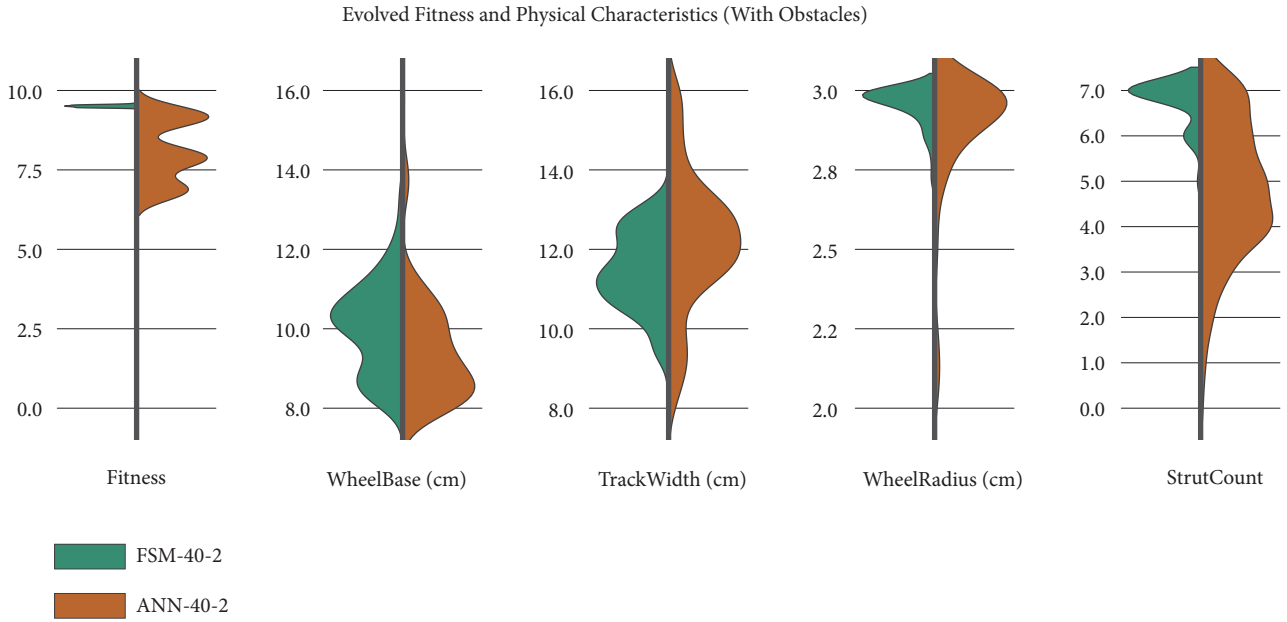 Evolved Fitness and Physical Characteristics (With Obstacles)
10.0 16.0 16.0 3.0 7.0
6.0
7.5 14.0 14.0 2.8
5.0
5.0 12.0 12.0 2.5 4.0
3.0
2.5 10.0 10.0 2.2 2.0
1.0
0.0 8.0 8.0 2.0 0.0
Fitness WheelBase (cm) TrackWidth (cm) WheelRadius (cm) StrutCount
FSM-40-2
ANN-40-2